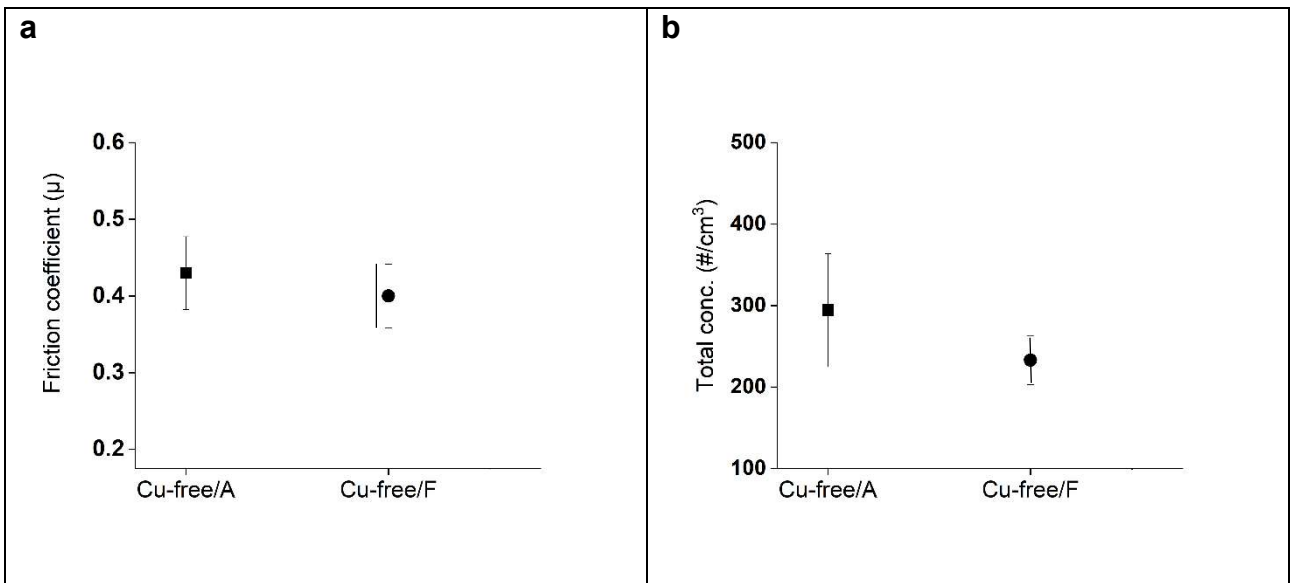 a
0.6
0.5
0.4
0.3
0.2
Friction coefficient (μ)
Cu-free/A
Cu-free/F
b
500
400
300
200
100
Total conc. (#/cm³)
Cu-free/A
Cu-free/F